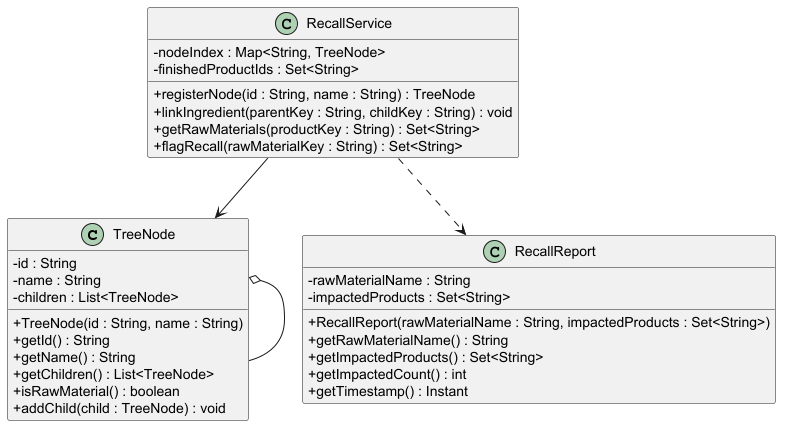 C RecallService
-nodeIndex : Map<String, TreeNode>
-finishedProductIds : Set<String>
+registerNode(id : String, name : String) : TreeNode
+linkIngredient(parentKey : String, childKey : String) : void
+getRawMaterials(productKey : String) : Set<String>
+flagRecall(rawMaterialKey : String) : Set<String>
C TreeNode
-id : String
-name : String
-children : List<TreeNode>
+TreeNode(id : String, name : String)
+getId() : String
+getName() : String
+getChildren() : List<TreeNode>
+isRawMaterial() : boolean
+addChild(child : TreeNode) : void
C RecallReport
-rawMaterialName : String
-impactedProducts : Set<String>
+RecallReport(rawMaterialName : String, impactedProducts : Set<String>)
+getRawMaterialName() : String
+getImpactedProducts() : Set<String>
+getImpactedCount() : int
+getTimestamp() : Instant